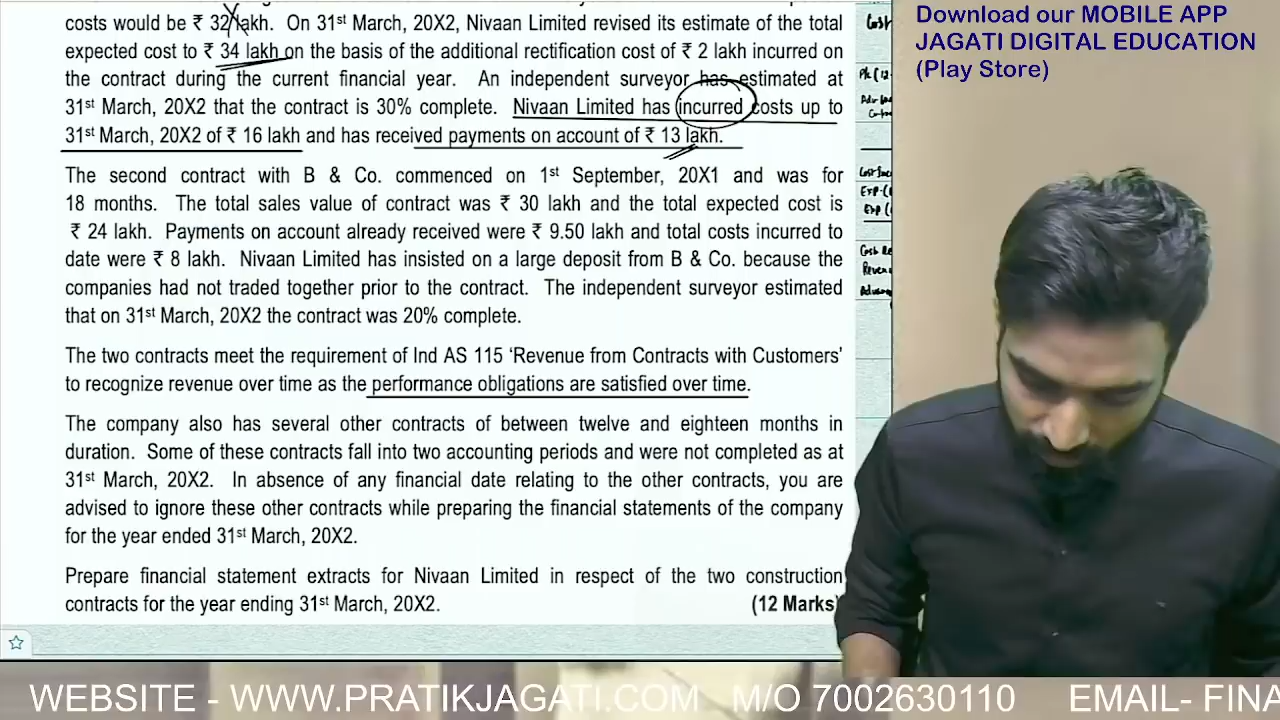 costs would be ₹ 32 lakh. On 31st March, 20X2, Nivaan Limited revised its estimate of the total
expected cost to ₹ 34 lakh on the basis of the additional rectification cost of ₹ 2 lakh incurred on
the contract during the current financial year. An independent surveyor has estimated at
31st March, 20X2 that the contract is 30% complete. Nivaan Limited has incurred costs up to
31st March, 20X2 of ₹ 16 lakh and has received payments on account of ₹ 13 lakh.
The second contract with B & Co. commenced on 1st September, 20X1 and was for
18 months. The total sales value of contract was ₹ 30 lakh and the total expected cost is
₹ 24 lakh. Payments on account already received were ₹ 9.50 lakh and total costs incurred to
date were ₹ 8 lakh. Nivaan Limited has insisted on a large deposit from B & Co. because the
companies had not traded together prior to the contract. The independent surveyor estimated
that on 31st March, 20X2 the contract was 20% complete.
The two contracts meet the requirement of Ind AS 115 ‘Revenue from Contracts with Customers’
to recognize revenue over time as the performance obligations are satisfied over time.
The company also has several other contracts of between twelve and eighteen months in
duration. Some of these contracts fall into two accounting periods and were not completed as at
31st March, 20X2. In absence of any financial date relating to the other contracts, you are
advised to ignore these other contracts while preparing the financial statements of the company
for the year ended 31st March, 20X2.
Prepare financial statement extracts for Nivaan Limited in respect of the two construction
contracts for the year ending 31st March, 20X2. (12 Marks)
Download our MOBILE APP
JAGATI DIGITAL EDUCATION
(Play Store)
WEBSITE - WWW.PRATIKJAGATI.COM M/O 7002630110 EMAIL- FINA